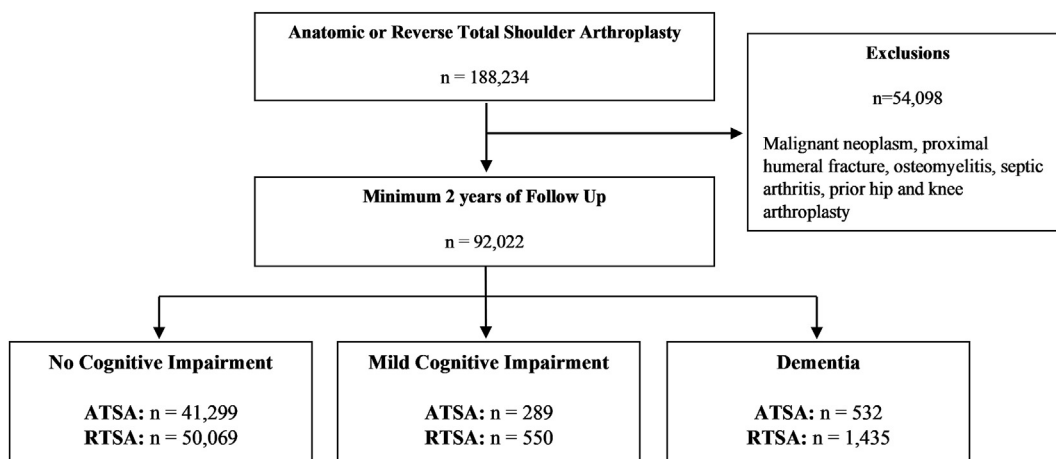 Anatomic or Reverse Total Shoulder Arthroplasty
n = 188,234
Exclusions
n=54,098
Malignant neoplasm, proximal
humeral fracture, osteomyelitis, septic
arthritis, prior hip and knee
arthroplasty
Minimum 2 years of Follow Up
n = 92,022
No Cognitive Impairment
ATSA: n = 41,299
RTSA: n = 50,069
Mild Cognitive Impairment
ATSA: n = 289
RTSA: n = 550
Dementia
ATSA: n = 532
RTSA: n = 1,435